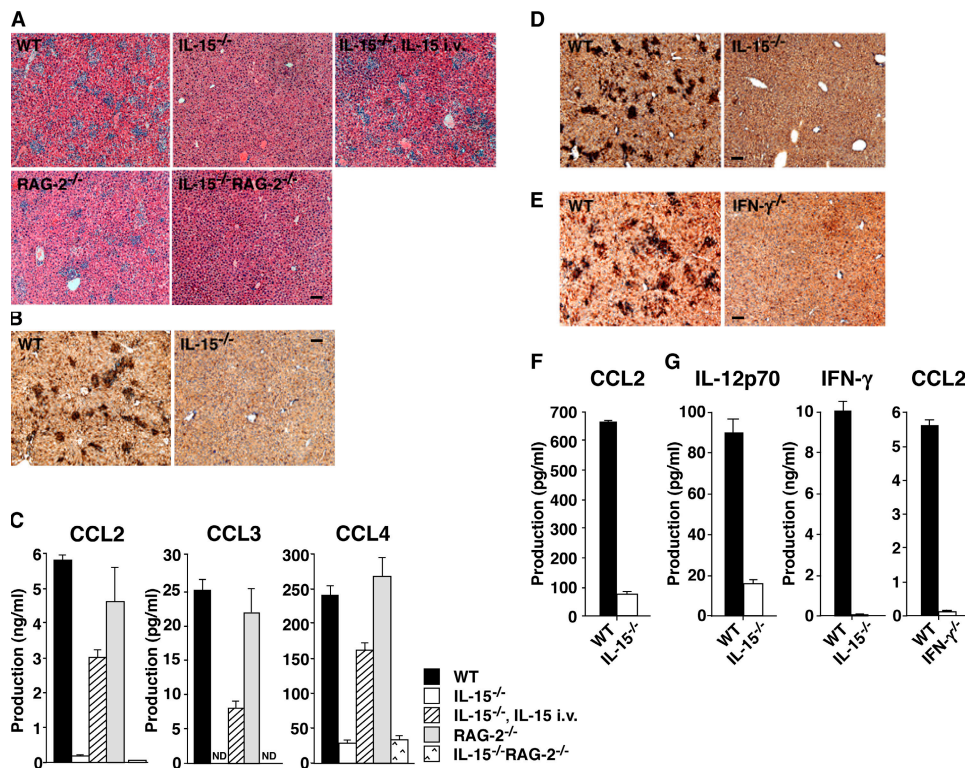 A
WT
IL-15-/-
IL-15-/-, IL-15 i.v.
RAG-2-/-
IL-15-/-RAG-2-/-
B
WT
IL-15-/-
C
CCL2
Production (ng/ml)
6
5
4
3
2
1
0
CCL3
Production (pg/ml)
30
25
20
15
10
5
0
ND
ND
CCL4
300
250
200
150
100
50
0
WT
IL-15-/-
IL-15-/-, IL-15 i.v.
RAG-2-/-
IL-15-/-RAG-2-/-
D
WT
IL-15-/-
E
WT
IFN-γ-/-
F
CCL2
Production (pg/ml)
700
600
500
400
300
200
100
0
WT
IL-15-/-
G
IL-12p70
Production (pg/ml)
100
80
60
40
20
0
WT
IL-15-/-
IFN-γ
Production (ng/ml)
10
8
6
4
2
0
WT
IL-15-/-
CCL2
Production (ng/ml)
6
5
4
3
2
1
0
WT
IFN-γ-/-